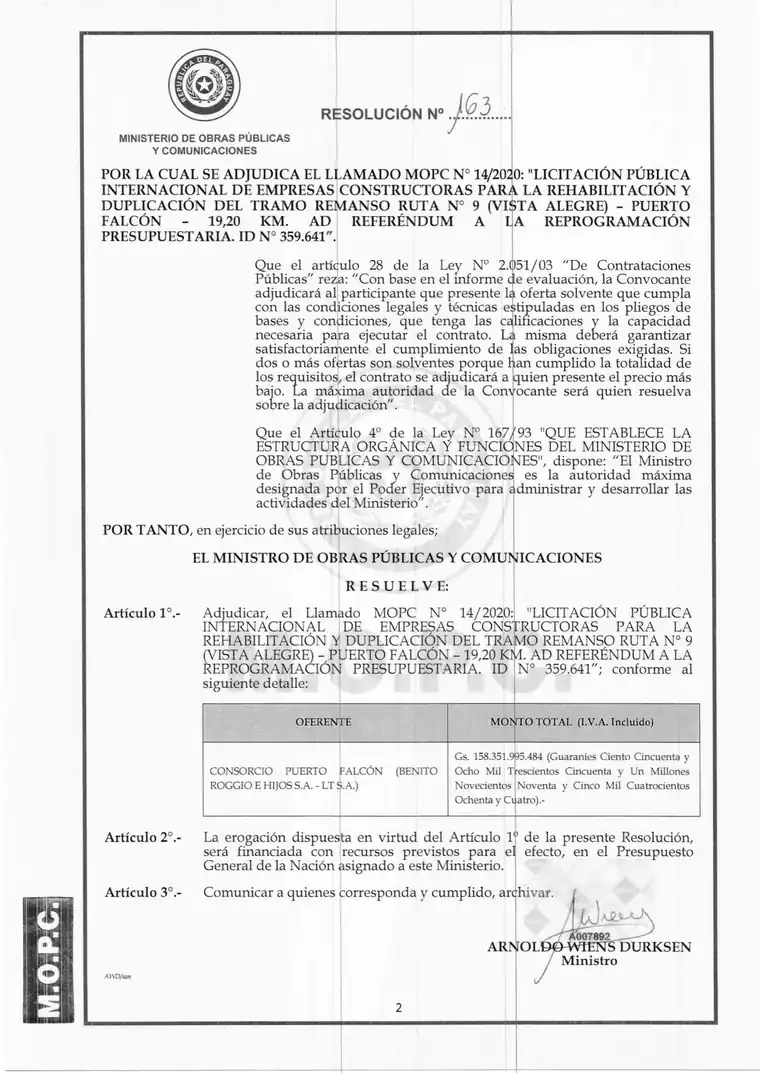 REPUBLICA DEL PARAGUAY
RESOLUCIÓN Nº 163
MINISTERIO DE OBRAS PÚBLICAS
Y COMUNICACIONES
POR LA CUAL SE ADJUDICA EL LLAMADO MOPC N° 14/2020: "LICITACIÓN PÚBLICA
INTERNACIONAL DE EMPRESAS CONSTRUCTORAS PARA LA REHABILITACIÓN Y
DUPLICACIÓN DEL TRAMO REMANSO RUTA N° 9 (VISTA ALEGRE) – PUERTO
FALCÓN – 19,20 KM. AD REFERÉNDUM A LA REPROGRAMACIÓN
PRESUPUESTARIA. ID N° 359.641".
Que el artículo 28 de la Ley Nº 2.051/03 "De Contrataciones
Públicas" reza: "Con base en el informe de evaluación, la Convocante
adjudicará al participante que presente la oferta solvente que cumpla
con las condiciones legales y técnicas estipuladas en los pliegos de
bases y condiciones, que tenga las calificaciones y la capacidad
necesaria para ejecutar el contrato. La misma deberá garantizar
satisfactoriamente el cumplimiento de las obligaciones exigidas. Si
dos o más ofertas son solventes porque han cumplido la totalidad de
los requisitos, el contrato se adjudicará a quien presente el precio más
bajo. La máxima autoridad de la Convocante será quien resuelva
sobre la adjudicación".
Que el Artículo 4º de la Ley Nº 167/93 "QUE ESTABLECE LA
ESTRUCTURA ORGÁNICA Y FUNCIONES DEL MINISTERIO DE
OBRAS PUBLICAS Y COMUNICACIONES", dispone: "El Ministro
de Obras Públicas y Comunicaciones es la autoridad máxima
designada por el Poder Ejecutivo para administrar y desarrollar las
actividades del Ministerio".
POR TANTO, en ejercicio de sus atribuciones legales;
EL MINISTRO DE OBRAS PÚBLICAS Y COMUNICACIONES
R E S U E L V E:
Artículo 1°.- Adjudicar, el Llamado MOPC N° 14/2020: "LICITACIÓN PÚBLICA
INTERNACIONAL DE EMPRESAS CONSTRUCTORAS PARA LA
REHABILITACIÓN Y DUPLICACIÓN DEL TRAMO REMANSO RUTA N° 9
(VISTA ALEGRE) – PUERTO FALCÓN – 19,20 KM. AD REFERÉNDUM A LA
REPROGRAMACIÓN PRESUPUESTARIA. ID N° 359.641"; conforme al
siguiente detalle:
OFERENTE MONTO TOTAL (I.V.A. Incluido)
CONSORCIO PUERTO FALCÓN (BENITO
ROGGIO E HIJOS S.A. - LT S.A.)
Gs. 158.351.995.484 (Guaraníes Ciento Cincuenta y
Ocho Mil Trescientos Cincuenta y Un Millones
Novecientos Noventa y Cinco Mil Cuatrocientos
Ochenta y Cuatro).-
Artículo 2°.- La erogación dispuesta en virtud del Artículo 1º de la presente Resolución,
será financiada con recursos previstos para el efecto, en el Presupuesto
General de la Nación asignado a este Ministerio.
Artículo 3°.- Comunicar a quienes corresponda y cumplido, archivar.
A007892
ARNOLDO WIENS DURKSEN
Ministro
M.O.P.C.
2